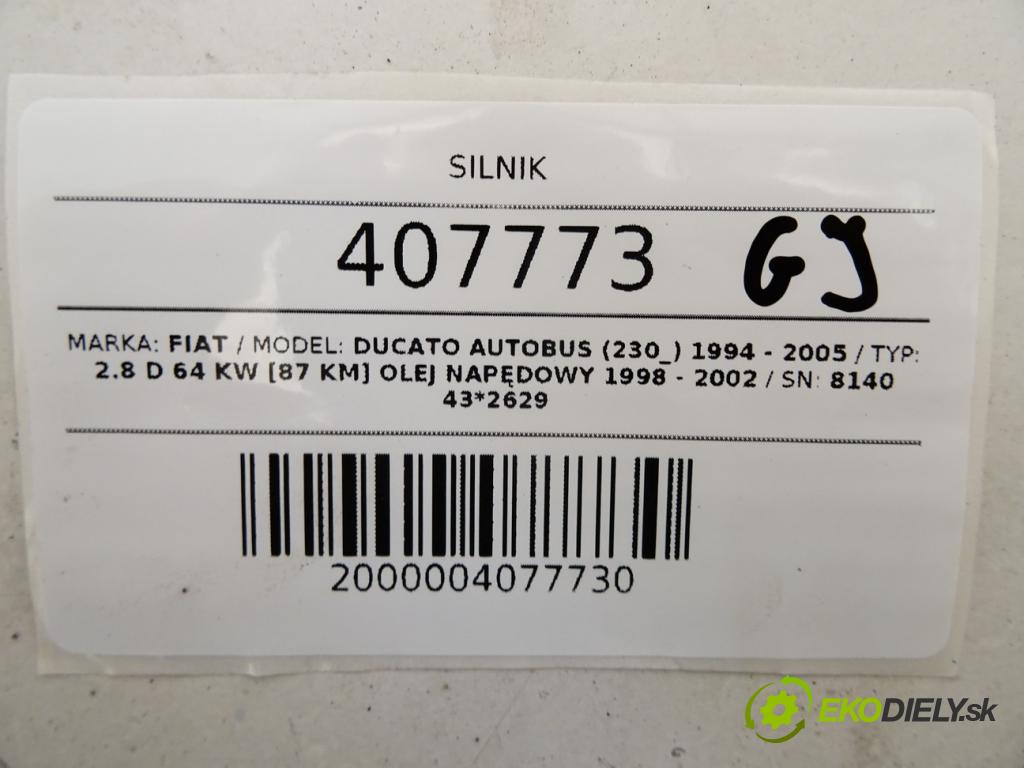 SILNIK
407773 GJ
MARKA: FIAT / MODEL: DUCATO AUTOBUS (230_) 1994 - 2005 / TYP:
2.8 D 64 KW [87 KM] OLEJ NAPĘDOWY 1998 - 2002 / SN: 8140
43*2629
2000004077730
EKODIELY.sk